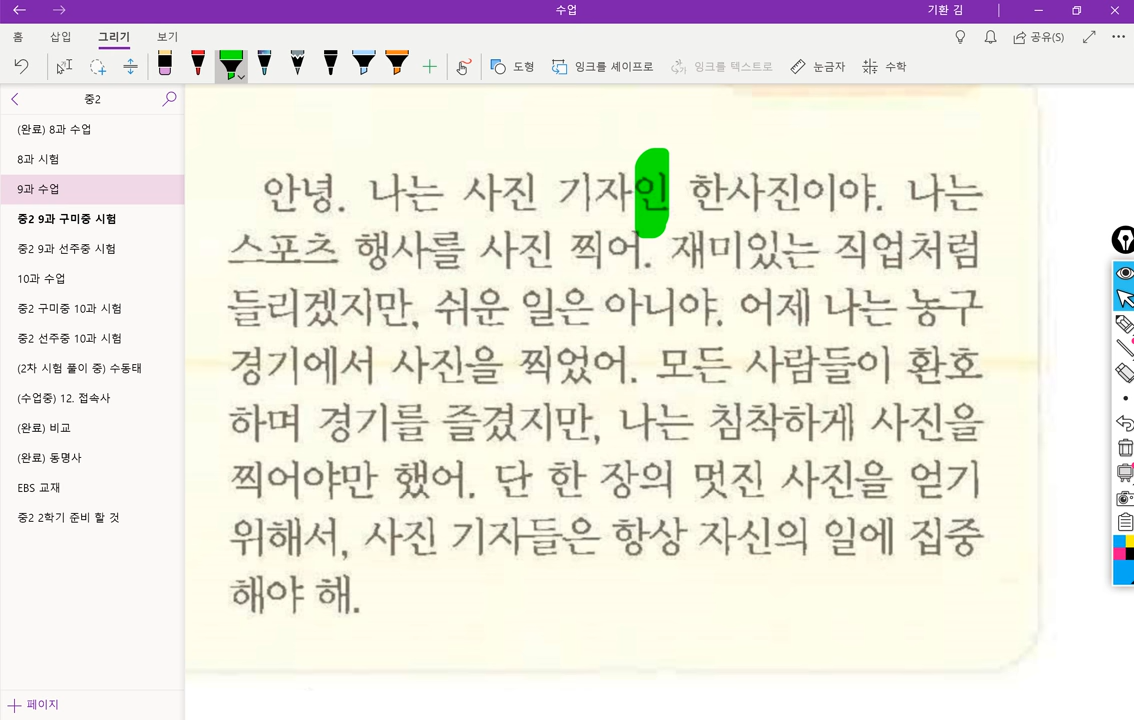 수업
기환 김
홈 삽입 그리기 보기
공유(S)
도형 잉크를 셰이프로 잉크를 텍스트로 눈금자 수학
중2
(완료) 8과 수업
8과 시험
9과 수업
중2 9과 구미중 시험
중2 9과 선주중 시험
10과 수업
중2 구미중 10과 시험
중2 선주중 10과 시험
(2차 시험 풀이 중) 수동태
(수업중) 12. 접속사
(완료) 비교
(완료) 동명사
EBS 교재
중2 2학기 준비 할 것
페이지
안녕. 나는 사진 기자인 한사진이야. 나는
스포츠 행사를 사진 찍어. 재미있는 직업처럼
들리겠지만, 쉬운 일은 아니야. 어제 나는 농구
경기에서 사진을 찍었어. 모든 사람들이 환호
하며 경기를 즐겼지만, 나는 침착하게 사진을
찍어야만 했어. 단 한 장의 멋진 사진을 얻기
위해서, 사진 기자들은 항상 자신의 일에 집중
해야 해.